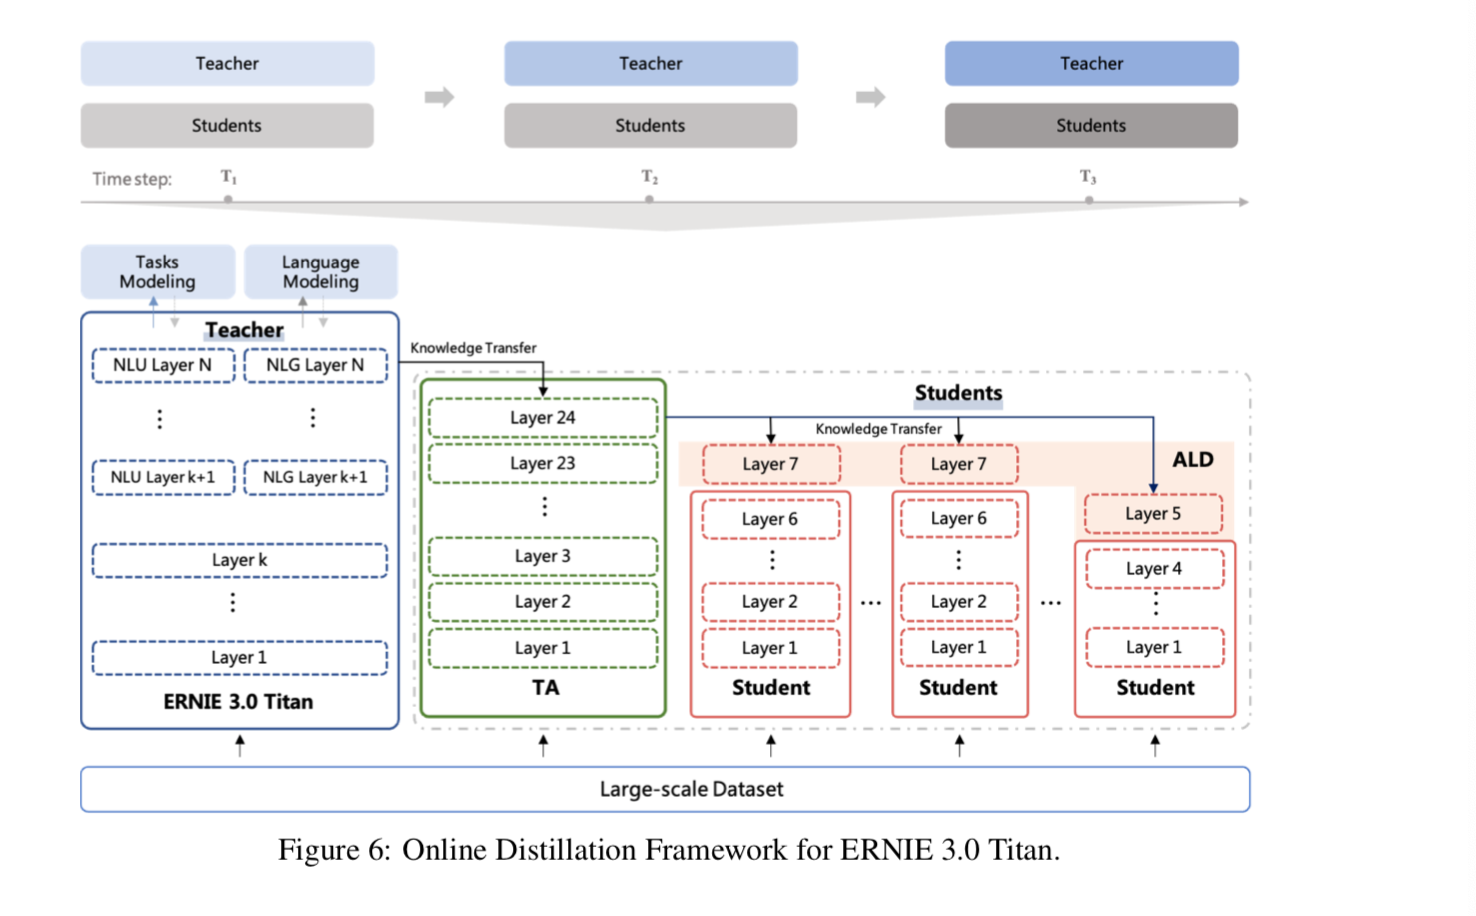 Teacher
Teacher
Teacher
Students
Students
Students
Time step:
T1
T2
T3
Tasks
Modeling
Language
Modeling
Teacher
NLU Layer N
NLG Layer N
⋮
⋮
NLU Layer k+1
NLG Layer k+1
Layer k
⋮
Layer 1
ERNIE 3.0 Titan
Knowledge Transfer
Layer 24
Layer 23
⋮
Layer 3
Layer 2
Layer 1
TA
Students
Knowledge Transfer
ALD
Layer 7
Layer 6
⋮
Layer 2
Layer 1
Student
...
Layer 7
Layer 6
⋮
Layer 2
Layer 1
Student
...
Layer 5
Layer 4
⋮
Layer 1
Student
Large-scale Dataset
Figure 6: Online Distillation Framework for ERNIE 3.0 Titan.